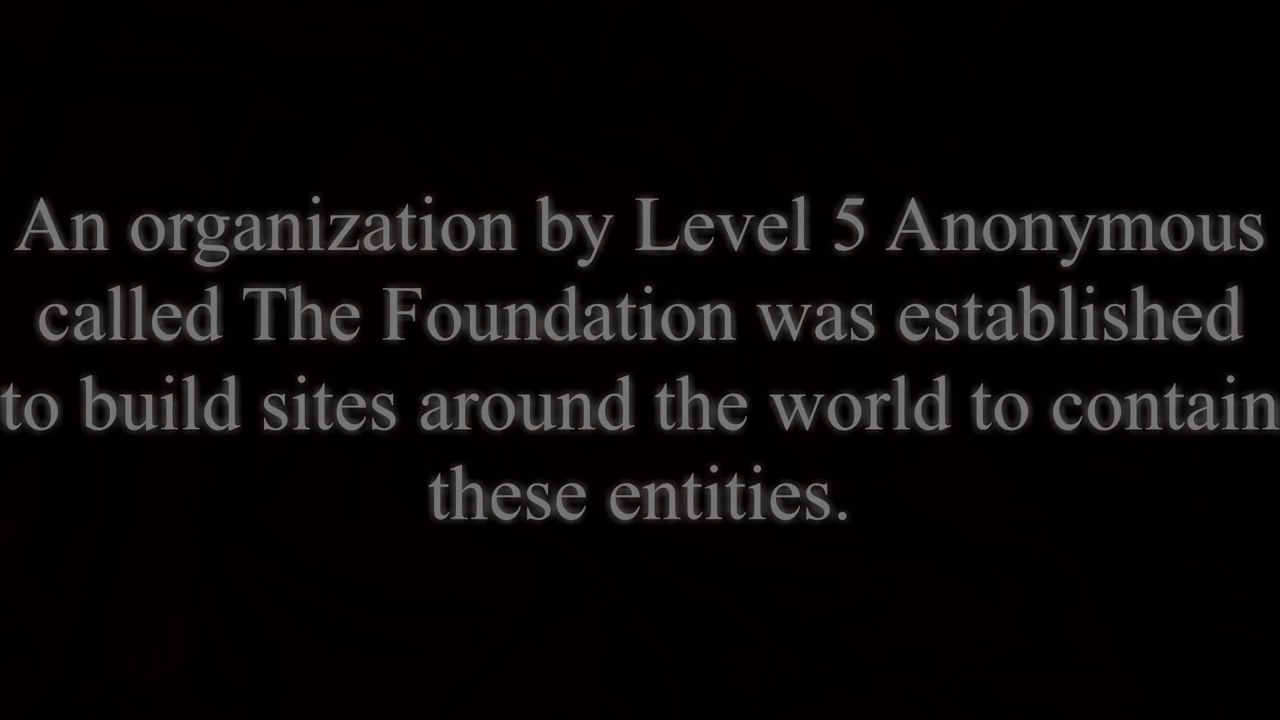 An organization by Level 5 Anonymous
called The Foundation was established
to build sites around the world to contain
these entities.